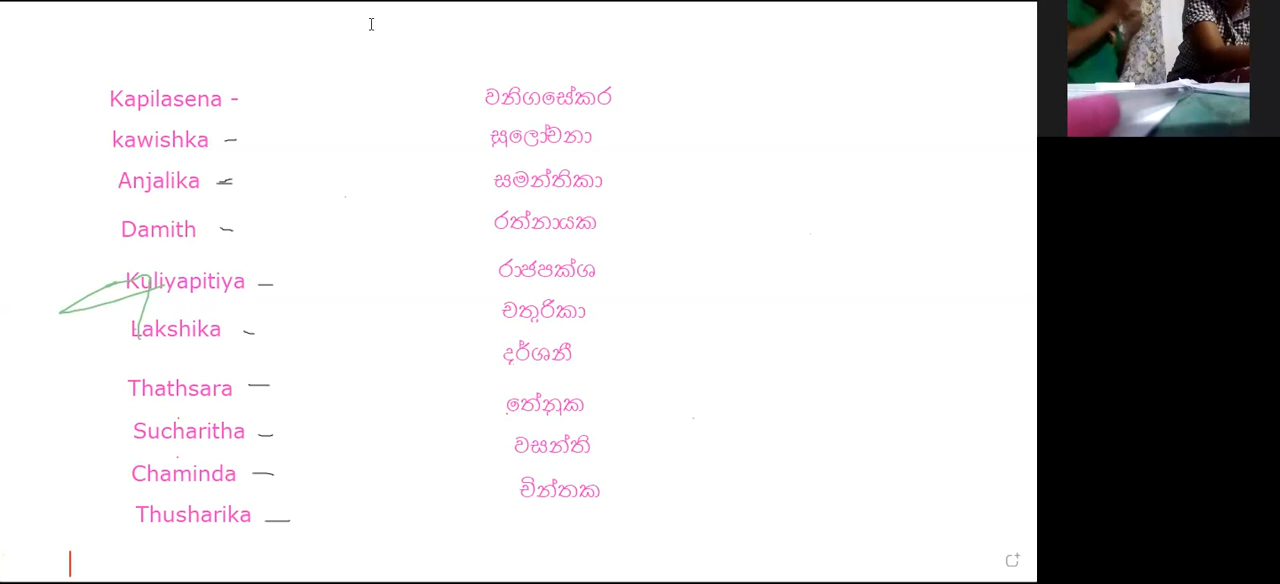 Kapilasena -
kawishka -
Anjalika -
Damith -
Kuliyapitiya -
Lakshika -
Thathsara -
Sucharitha -
Chaminda -
Thusharika -
වනිගසේකර
සුලෝචනා
සමන්තිකා
රත්නායක
රාජපක්ශ
චතුරිකා
දර්ශනී
තේනුක
වසන්ති
චින්තක